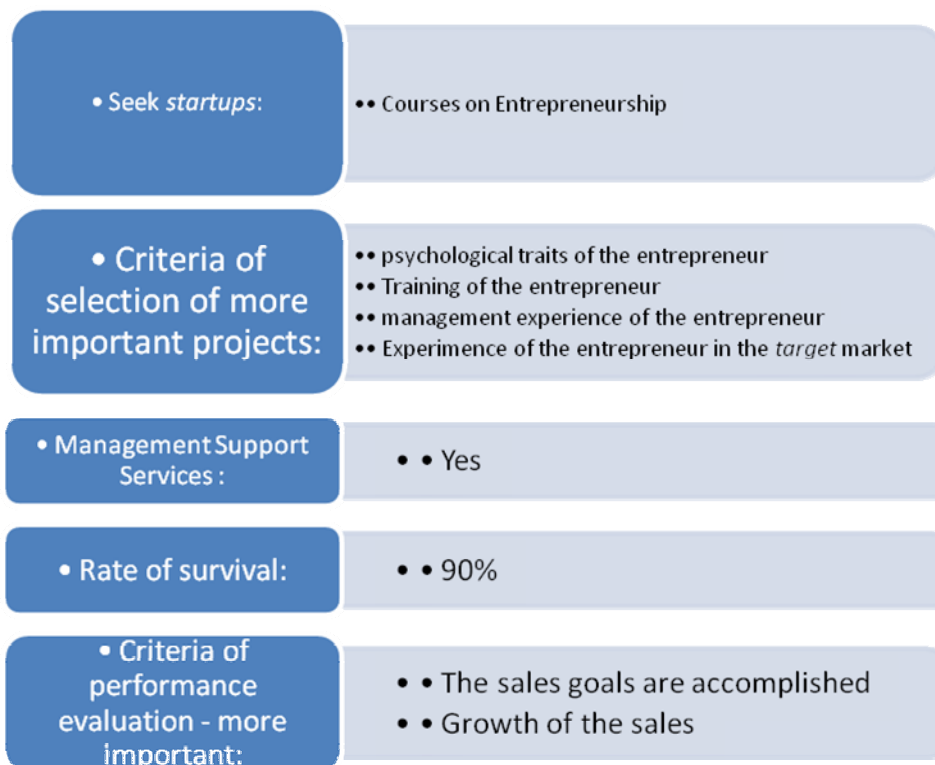 • Seek startups:
•• Courses on Entrepreneurship
• Criteria of
selection of more
important projects:
•• psychological traits of the entrepreneur
•• Training of the entrepreneur
•• management experience of the entrepreneur
•• Experimence of the entrepreneur in the target market
• Management Support
Services :
• • Yes
• Rate of survival:
• • 90%
• Criteria of
performance
evaluation - more
important:
• • The sales goals are accomplished
• • Growth of the sales